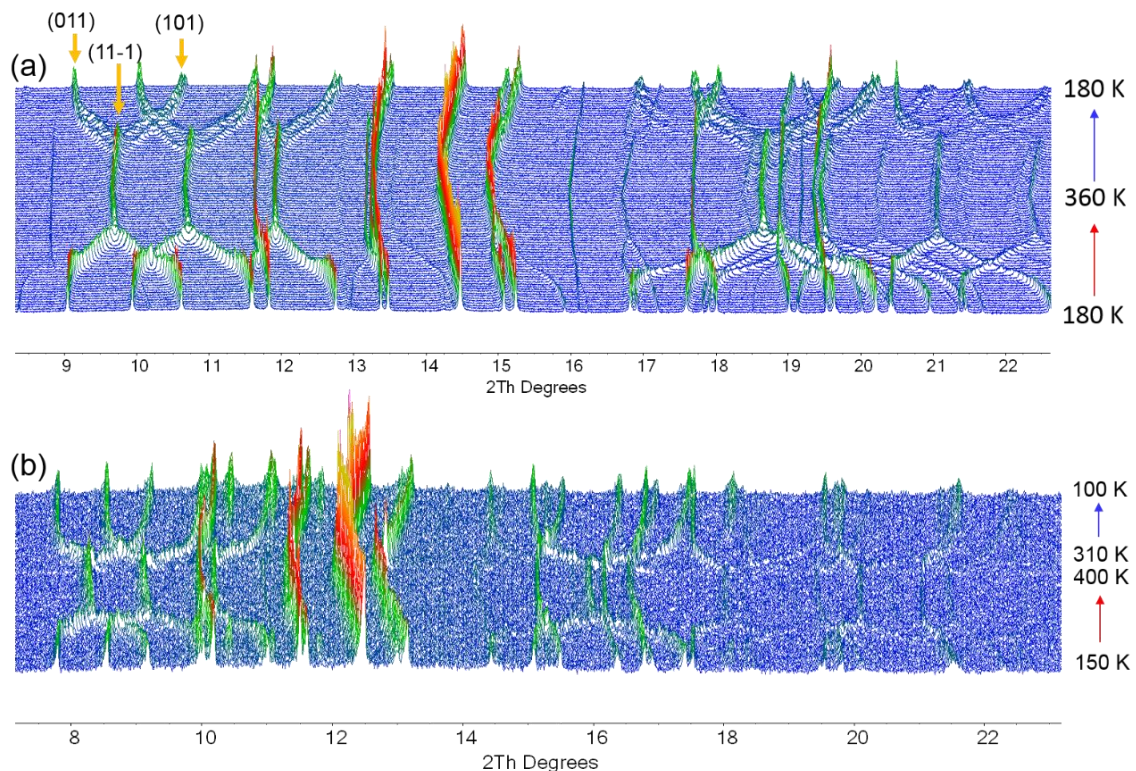 (011)
(11-1)
(101)
(a)
180 K
360 K
180 K
9 10 11 12 13 14 15 16 17 18 19 20 21 22
2Th Degrees
(b)
100 K
310 K
400 K
150 K
8 10 12 14 16 18 20 22
2Th Degrees